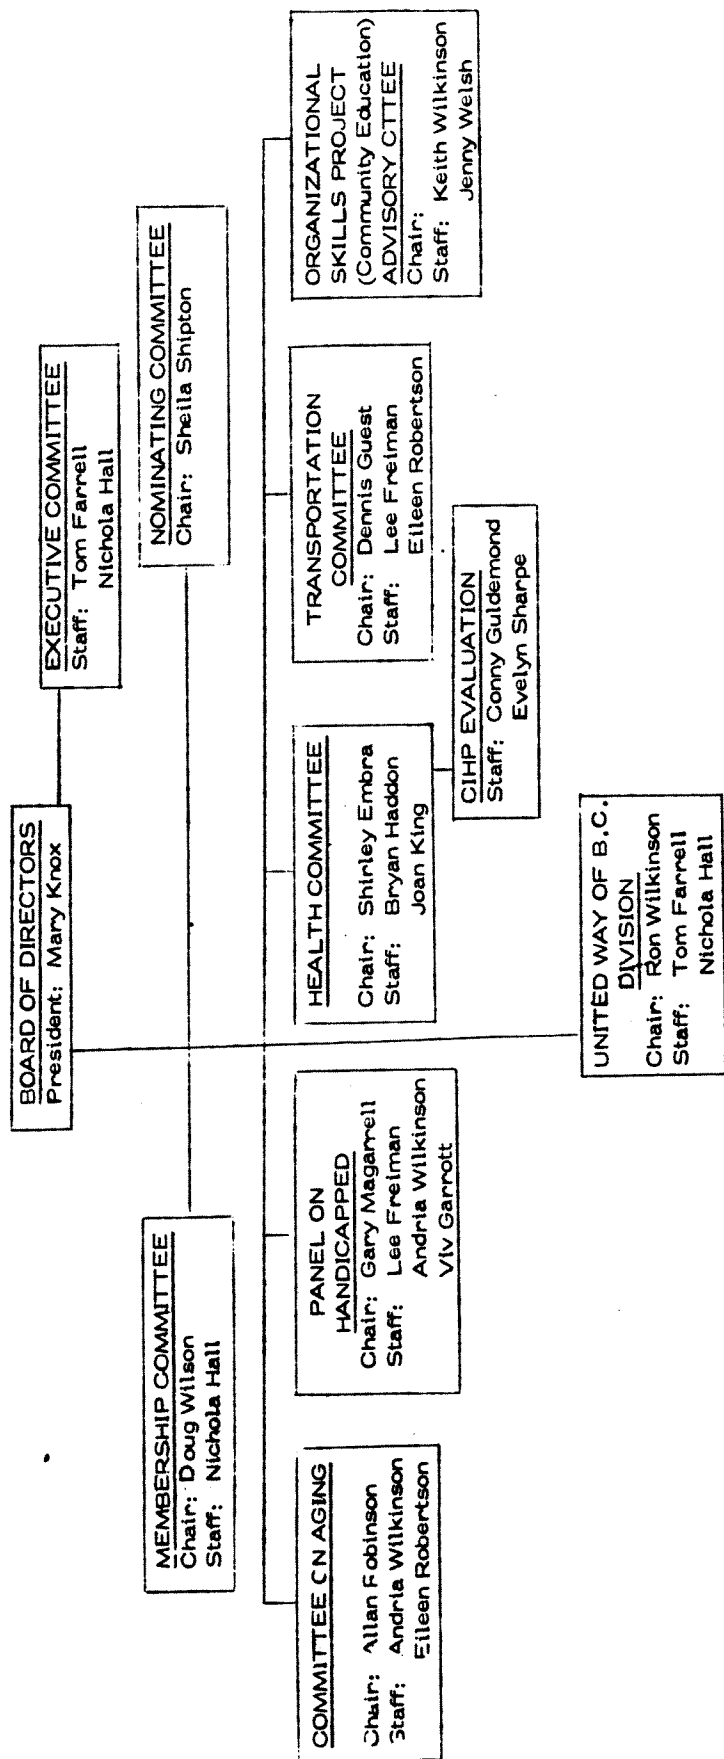 BOARD OF DIRECTORS
President: Mary Knox
EXECUTIVE COMMITTEE
Staff: Tom Farrell
Nichola Hall
MEMBERSHIP COMMITTEE
Chair: Doug Wilson
Staff: Nichola Hall
NOMINATING COMMITTEE
Chair: Sheila Shipton
COMMITTEE ON AGING
Chair: Allan Fobinson
Staff: Andria Wilkinson
Eileen Robertson
PANEL ON
HANDICAPPED
Chair: Gary Magarrell
Staff: Lee Freiman
Andria Wilkinson
Viv Garrott
HEALTH COMMITTEE
Chair: Shirley Embra
Staff: Bryan Haddon
Joan King
TRANSPORTATION
COMMITTEE
Chair: Dennis Guest
Staff: Lee Freiman
Eileen Robertson
ORGANIZATIONAL
SKILLS PROJECT
(Community Education)
ADVISORY CTTEE
Chair:
Staff: Keith Wilkinson
Jenny Welsh
CIHP EVALUATION
Staff: Conny Guldemond
Evelyn Sharpe
UNITED WAY OF B.C.
DIVISION
Chair: Ron Wilkinson
Staff: Tom Farrell
Nichola Hall